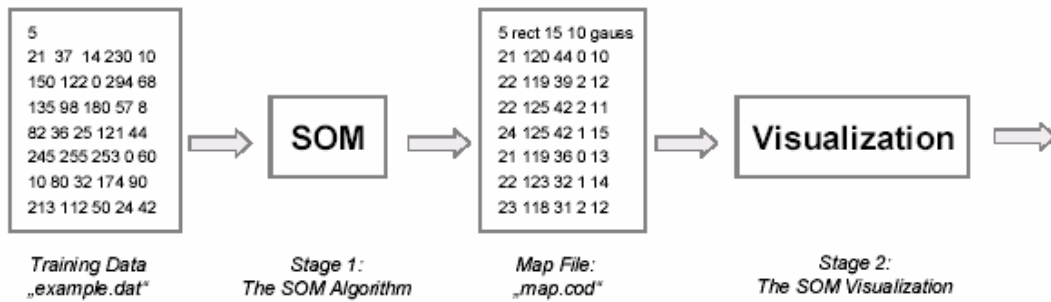 5
21 37 14 230 10
150 122 0 294 68
135 98 180 57 8
82 36 25 121 44
245 255 253 0 60
10 80 32 174 90
213 112 50 24 42
Training Data
„example.dat“
SOM
Stage 1:
The SOM Algorithm
5 rect 15 10 gauss
21 120 44 0 10
22 119 39 2 12
22 125 42 2 11
24 125 42 1 15
21 119 36 0 13
22 123 32 1 14
23 118 31 2 12
Map File:
„map.cod“
Visualization
Stage 2:
The SOM Visualization